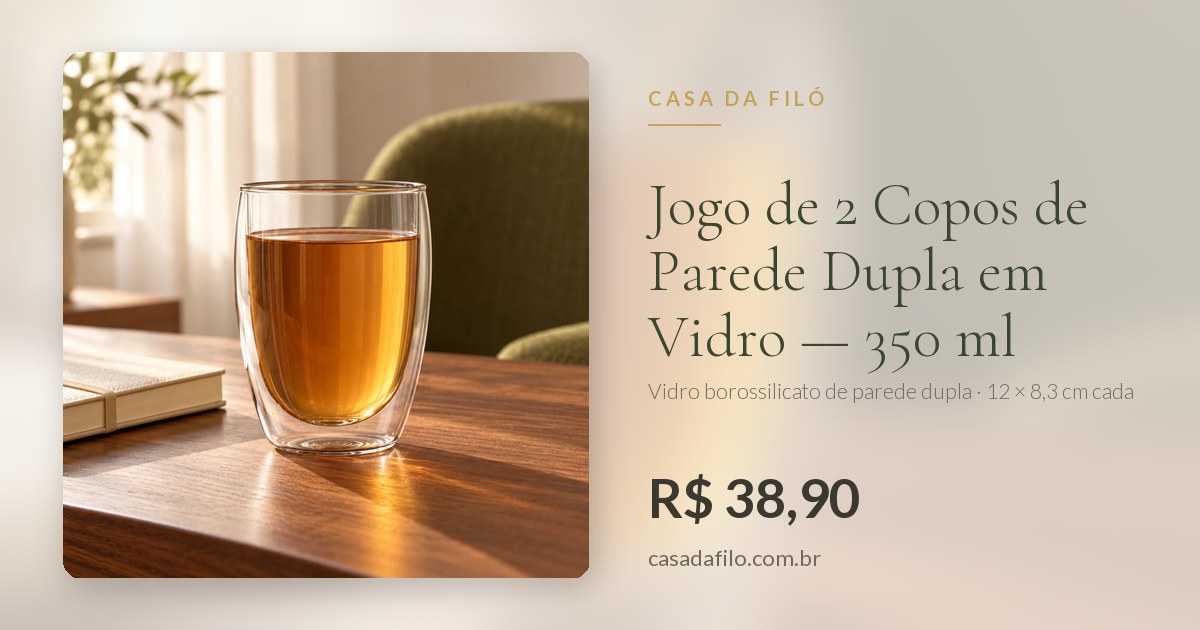 CASA DA FILÓ
Jogo de 2 Copos de
Parede Dupla em
Vidro — 350 ml
Vidro borossilicato de parede dupla · 12 × 8,3 cm cada
R$ 38,90
casadafilo.com.br